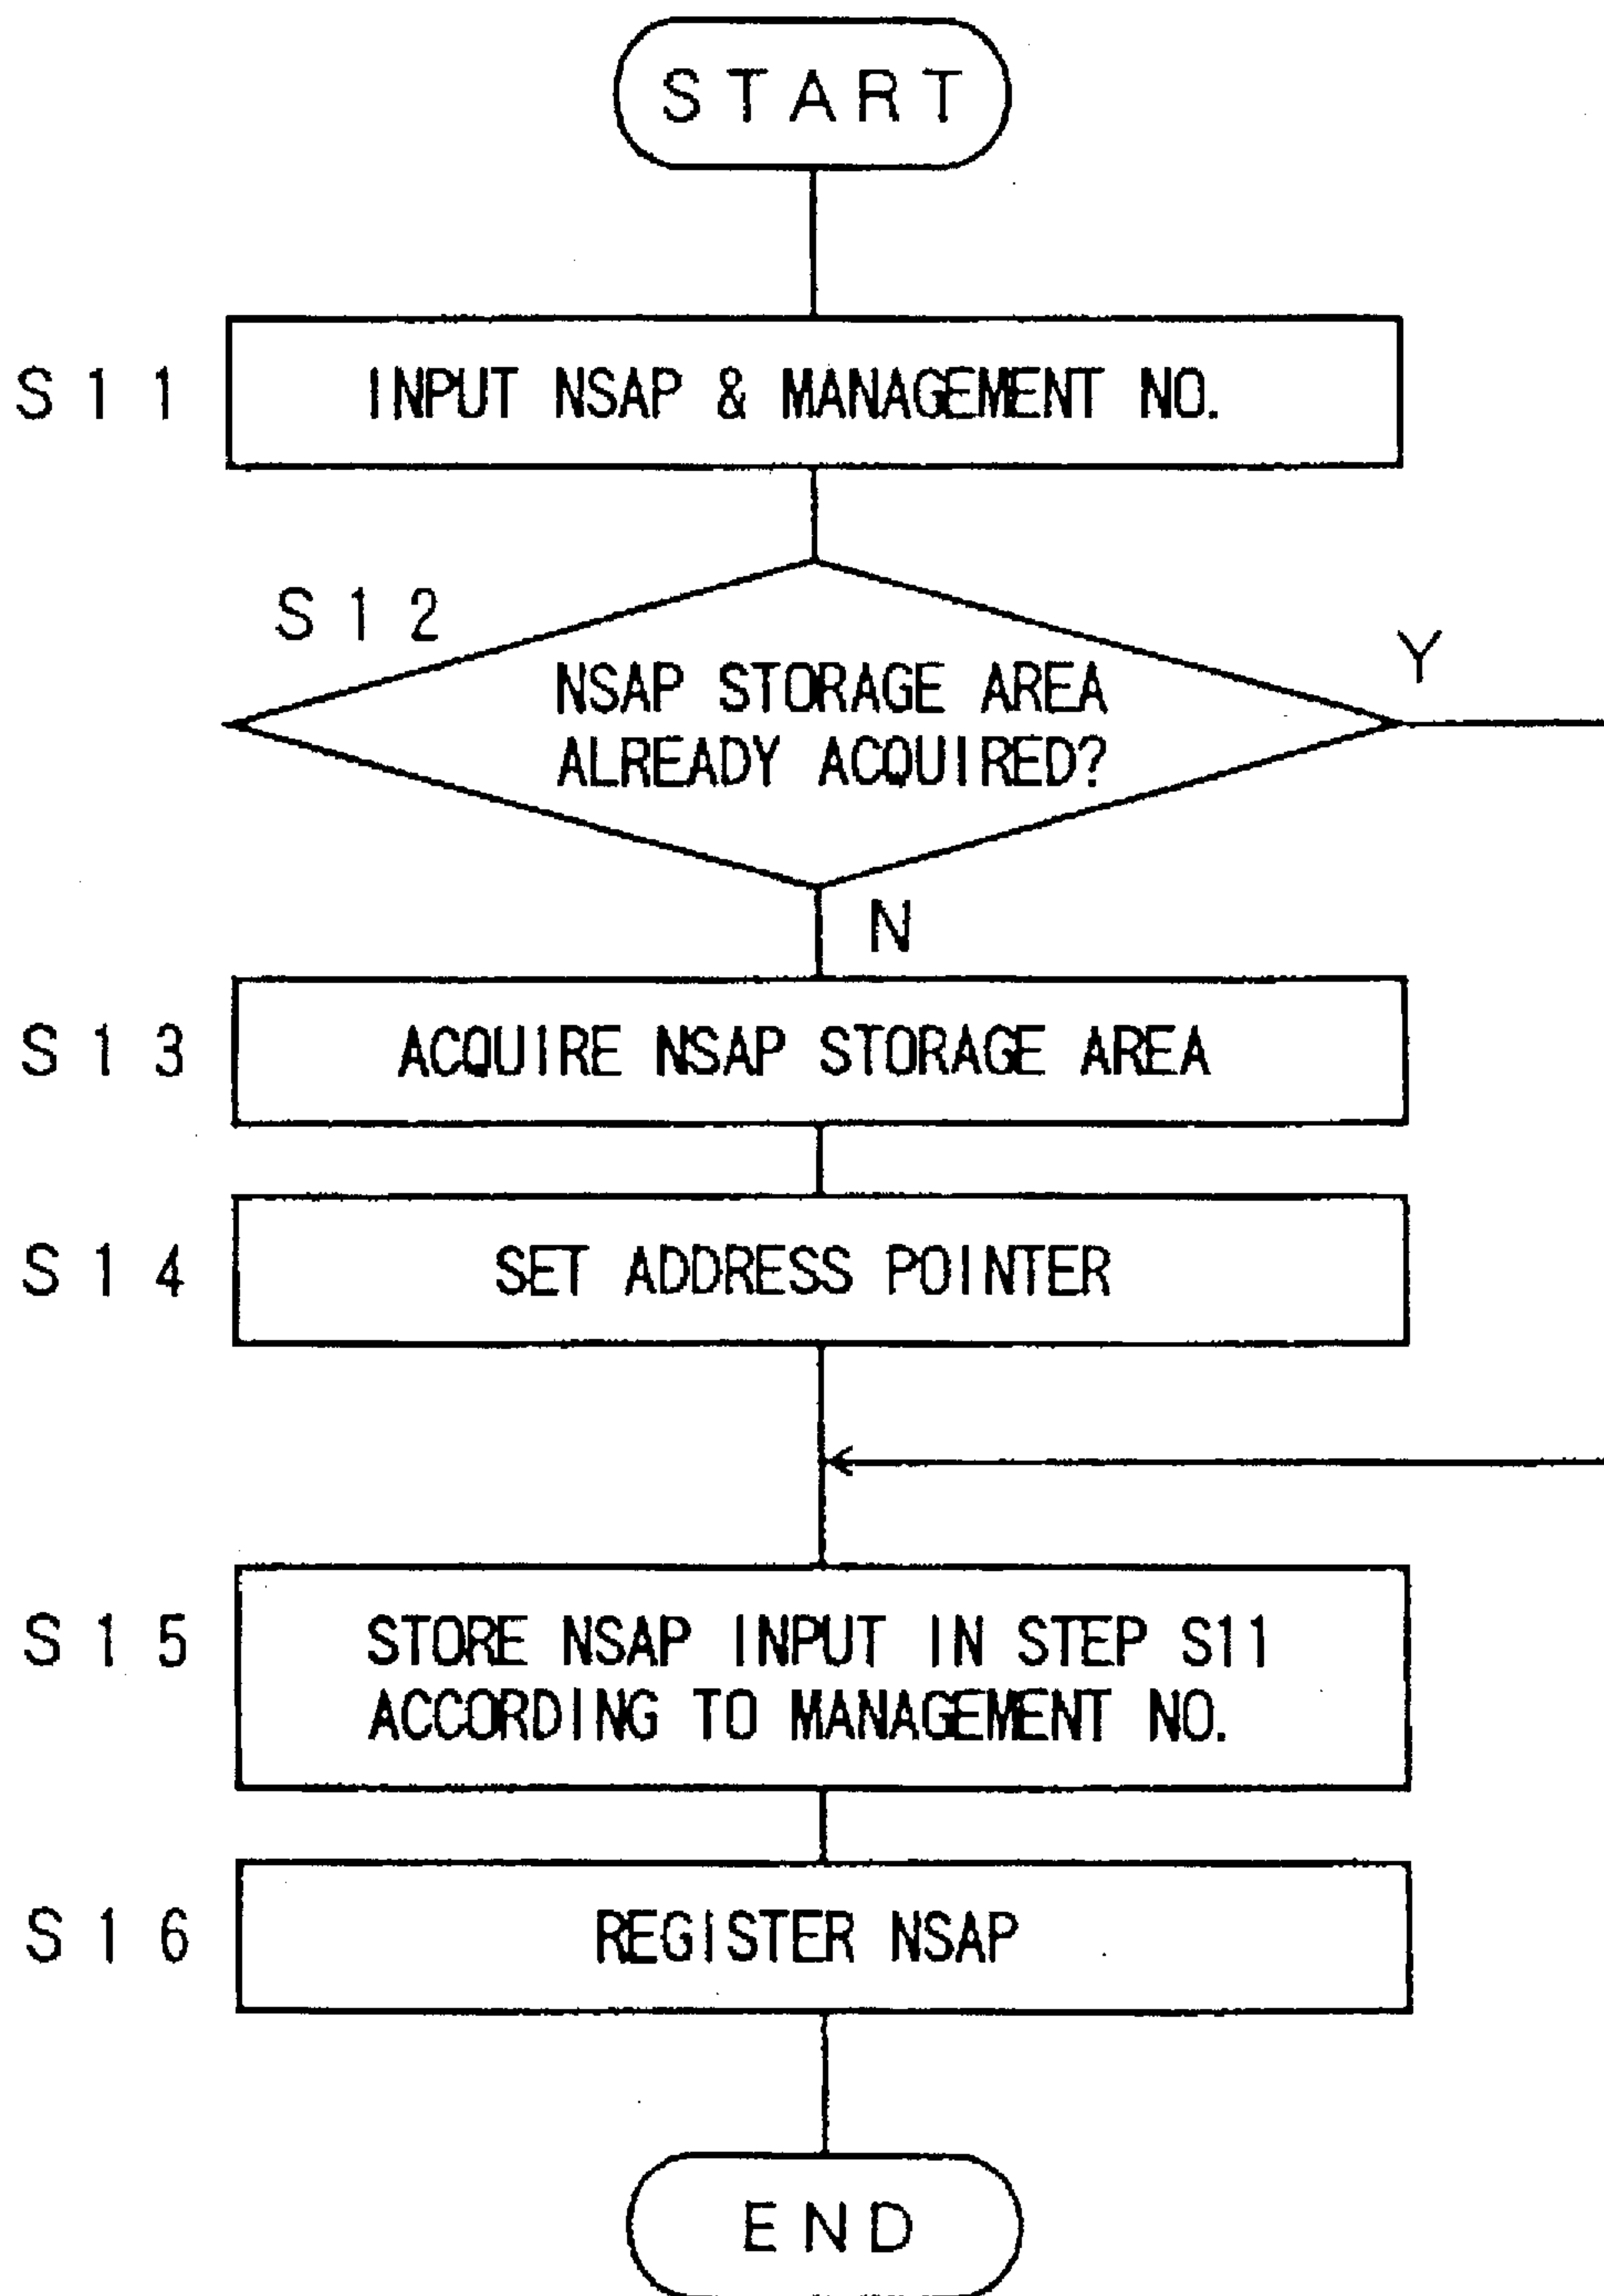 START
S11
INPUT NSAP & MANAGEMENT NO.
S12
NSAP STORAGE AREA
ALREADY ACQUIRED?
Y
N
S13
ACQUIRE NSAP STORAGE AREA
S14
SET ADDRESS POINTER
S15
STORE NSAP INPUT IN STEP S11
ACCORDING TO MANAGEMENT NO.
S16
REGISTER NSAP
END